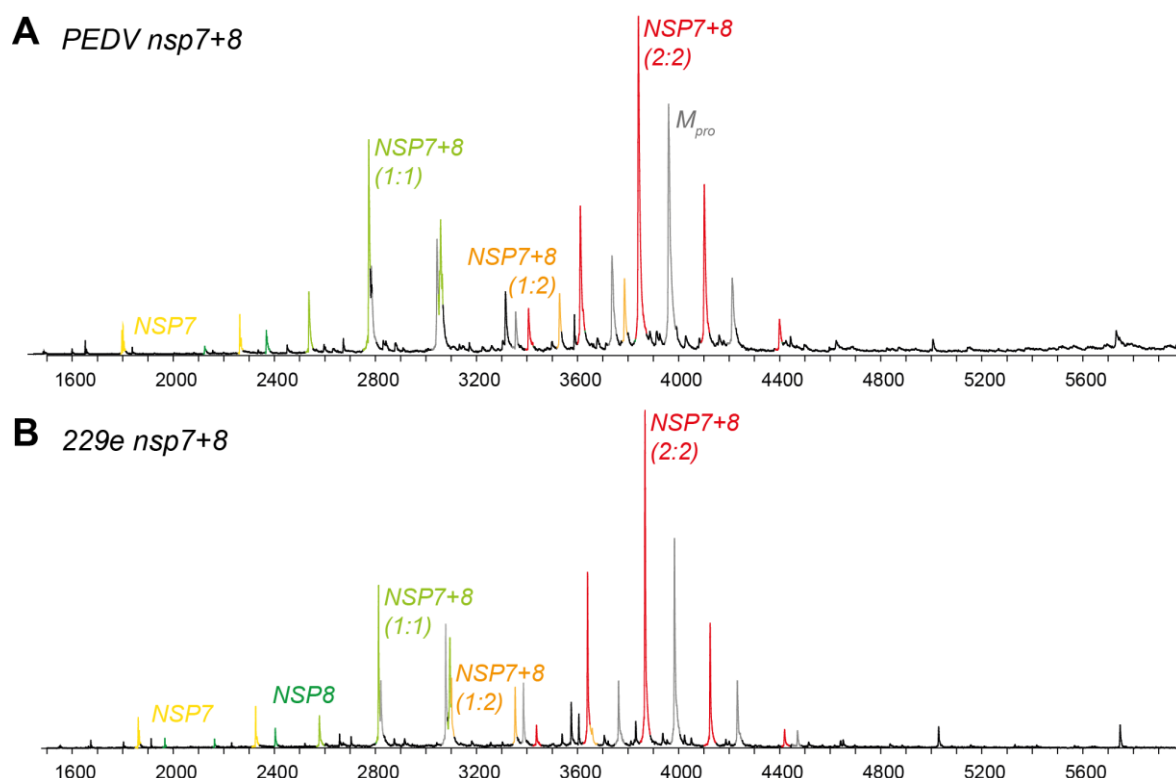 A PEDV nsp7+8
NSP7+8
(2:2)
Mpro
NSP7+8
(1:1)
NSP7+8
(1:2)
NSP7
1600 2000 2400 2800 3200 3600 4000 4400 4800 5200 5600
B 229e nsp7+8
NSP7+8
(2:2)
NSP7+8
(1:1)
NSP7+8
(1:2)
NSP8
NSP7
1600 2000 2400 2800 3200 3600 4000 4400 4800 5200 5600